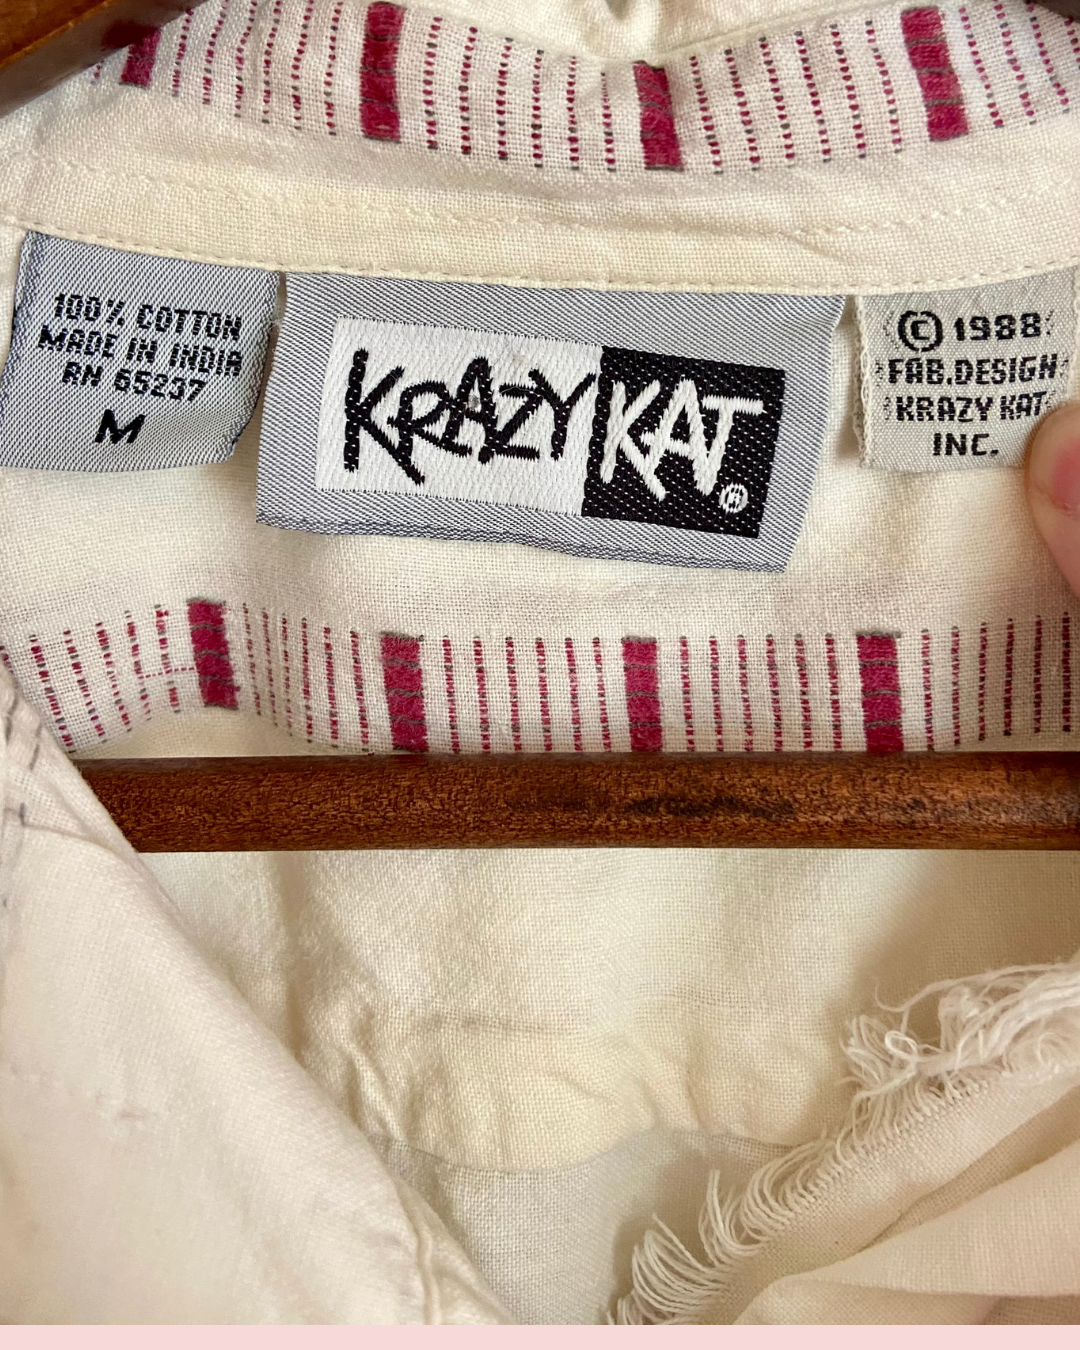 100% COTTON
MADE IN INDIA
RN 65237
M
KRAZY KAT®
© 1988
FAB.DESIGN
KRAZY KAT
INC.